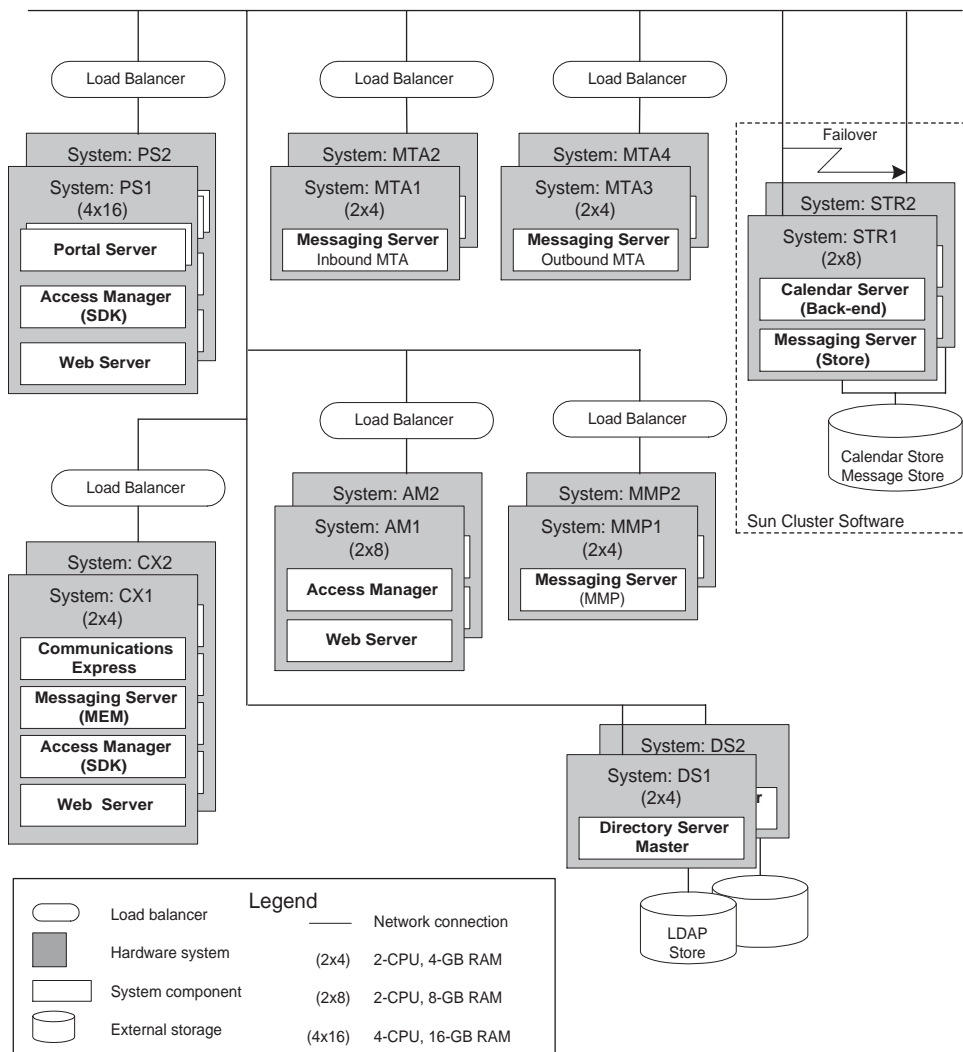 Load Balancer
Load Balancer
Load Balancer
Failover
System: PS2
System: PS1
(4x16)
Portal Server
Access Manager
(SDK)
Web Server
System: MTA2
System: MTA1
(2x4)
Messaging Server
Inbound MTA
System: MTA4
System: MTA3
(2x4)
Messaging Server
Outbound MTA
System: STR2
System: STR1
(2x8)
Calendar Server
(Back-end)
Messaging Server
(Store)
Calendar Store
Message Store
Sun Cluster Software
Load Balancer
Load Balancer
Load Balancer
System: CX2
System: CX1
(2x4)
Communications
Express
Messaging Server
(MEM)
Access Manager
(SDK)
Web Server
System: AM2
System: AM1
(2x8)
Access Manager
Web Server
System: MMP2
System: MMP1
(2x4)
Messaging Server
(MMP)
System: DS2
System: DS1
(2x4)
r
Directory Server
Master
LDAP
Store
Legend
Load balancer
Hardware system
System component
External storage
Network connection
(2x4) 2-CPU, 4-GB RAM
(2x8) 2-CPU, 8-GB RAM
(4x16) 4-CPU, 16-GB RAM